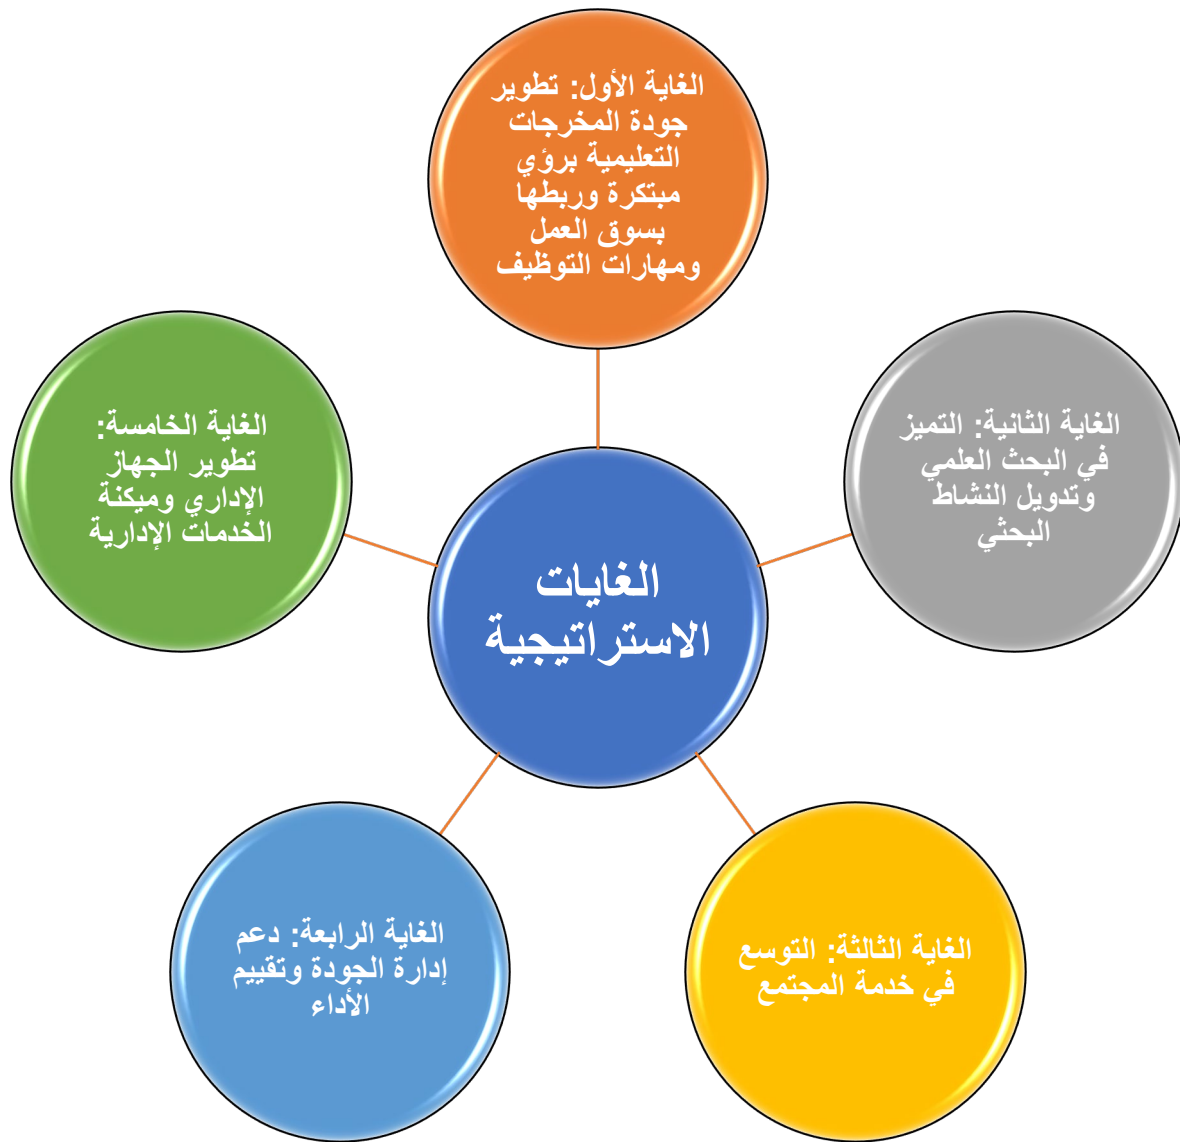 الغاية الأول: تطوير
جودة المخرجات
التعليمية برؤي
مبتكرة وربطها
بسوق العمل
ومهارات التوظيف
الغاية الثانية: التميز
في البحث العلمي
وتدويل النشاط
البحثي
الغاية الخامسة:
تطوير الجهاز
الإداري وميكنة
الخدمات الإدارية
الغايات
الاستراتيجية
الغاية الثالثة: التوسع
في خدمة المجتمع
الغاية الرابعة: دعم
إدارة الجودة وتقييم
الأداء